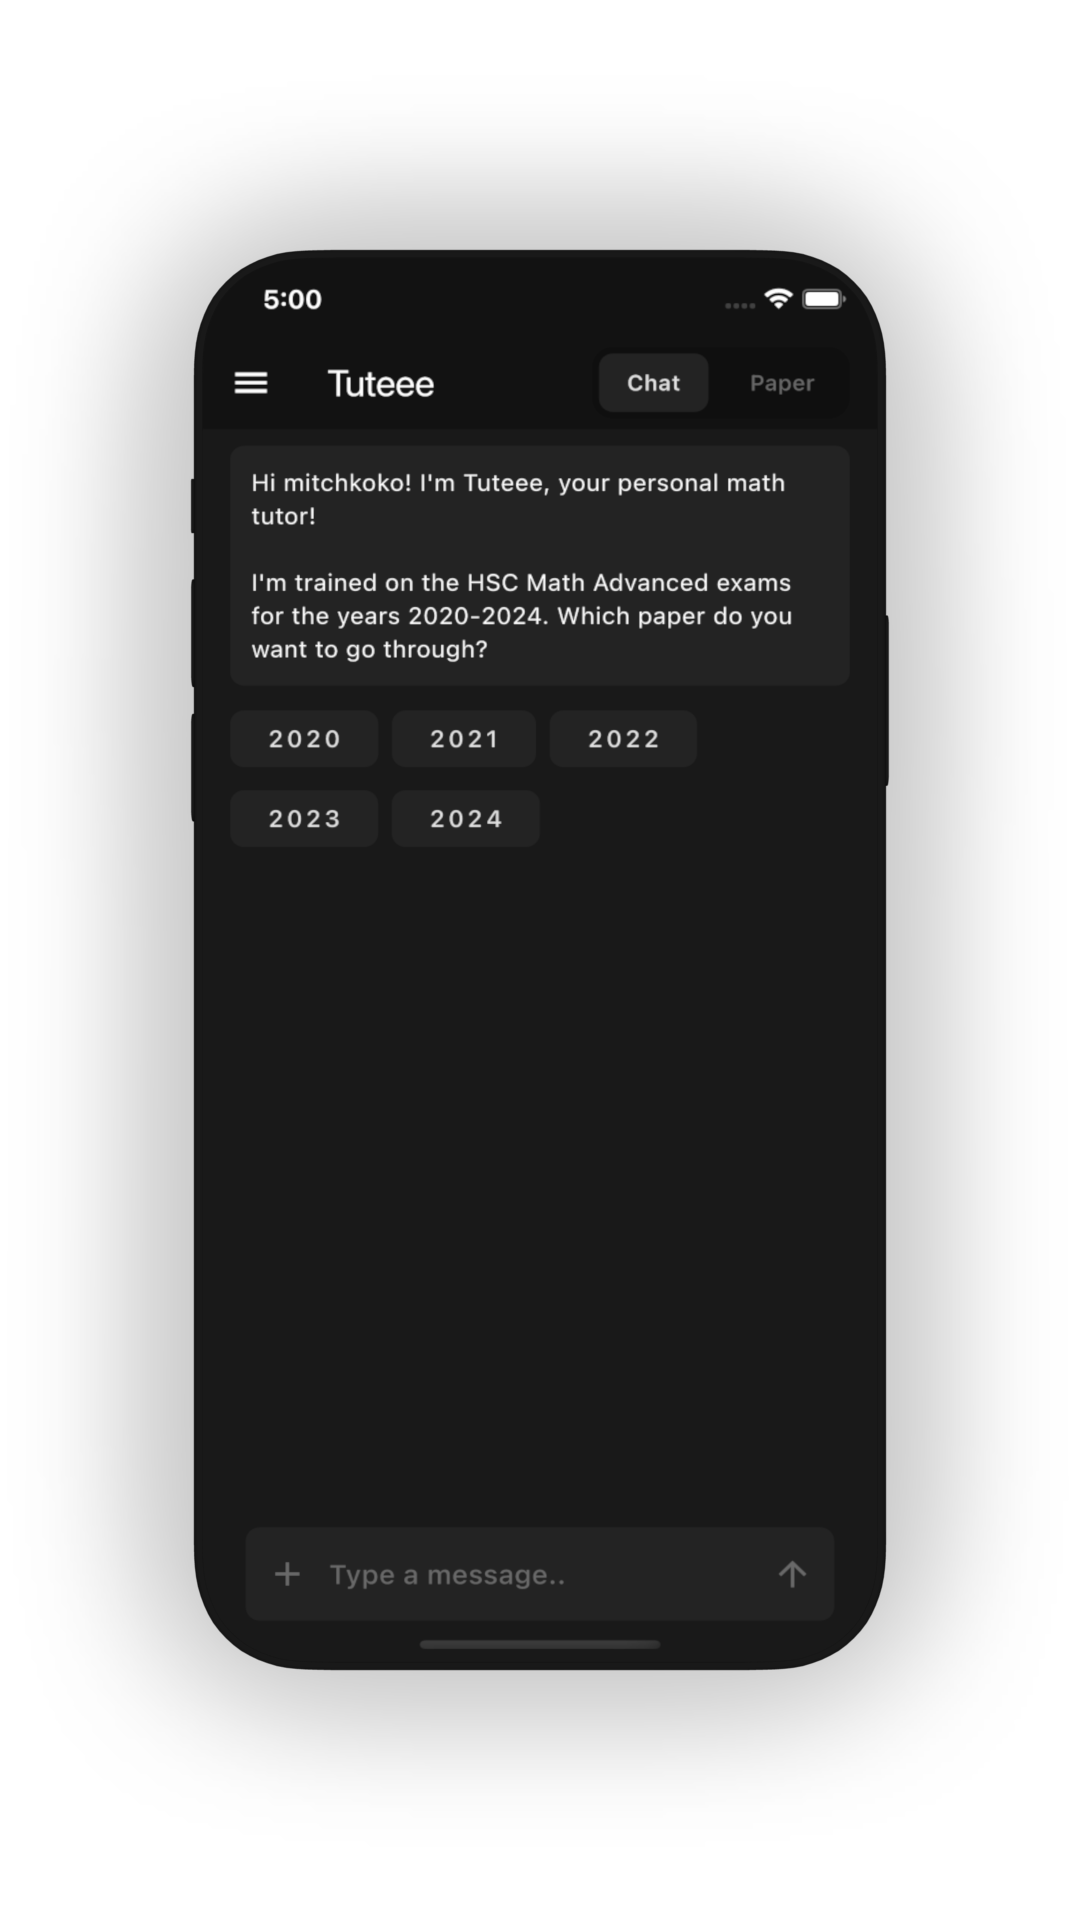 5:00
Tuteee
Chat
Paper
Hi mitchkoko! I'm Tuteee, your personal math
tutor!
I'm trained on the HSC Math Advanced exams
for the years 2020-2024. Which paper do you
want to go through?
2020
2021
2022
2023
2024
Type a message..